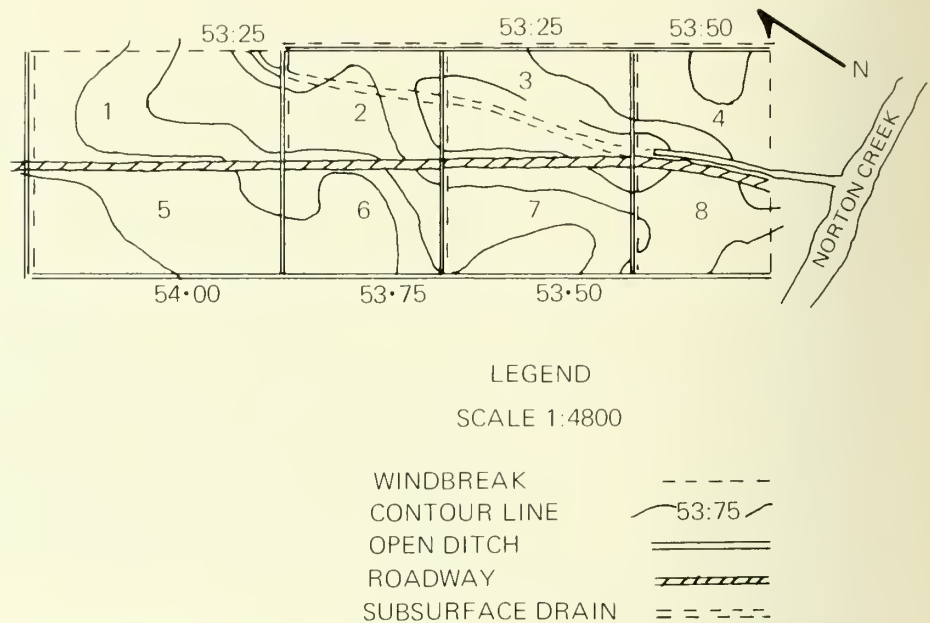 53:25 53:25 53:50
N
1 2 3 4
5 6 7 8
NORTON CREEK
54·00 53·75 53·50
LEGEND
SCALE 1:4800
WINDBREAK
CONTOUR LINE 53:75
OPEN DITCH
ROADWAY
SUBSURFACE DRAIN